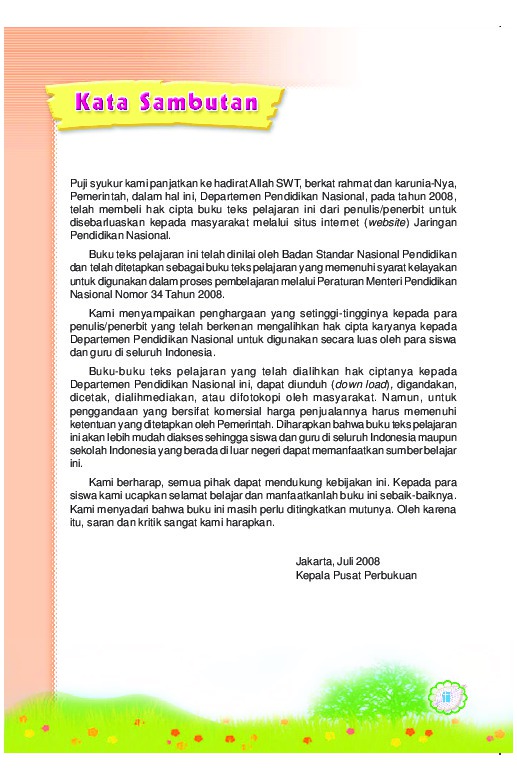 Kata Sambutan
Puji syukur kami panjatkan ke hadirat Allah SWT, berkat rahmat dan karunia-Nya,
Pemerintah, dalam hal ini, Departemen Pendidikan Nasional, pada tahun 2008,
telah membeli hak cipta buku teks pelajaran ini dari penulis/penerbit untuk
disebarluaskan kepada masyarakat melalui situs internet (website) Jaringan
Pendidikan Nasional.
Buku teks pelajaran ini telah dinilai oleh Badan Standar Nasional Pendidikan
dan telah ditetapkan sebagai buku teks pelajaran yang memenuhi syarat kelayakan
untuk digunakan dalam proses pembelajaran melalui Peraturan Menteri Pendidikan
Nasional Nomor 34 Tahun 2008.
Kami menyampaikan penghargaan yang setinggi-tingginya kepada para
penulis/penerbit yang telah berkenan mengalihkan hak cipta karyanya kepada
Departemen Pendidikan Nasional untuk digunakan secara luas oleh para siswa
dan guru di seluruh Indonesia.
Buku-buku teks pelajaran yang telah dialihkan hak ciptanya kepada
Departemen Pendidikan Nasional ini, dapat diunduh (down load), digandakan,
dicetak, dialihmediakan, atau difotokopi oleh masyarakat. Namun, untuk
penggandaan yang bersifat komersial harga penjualannya harus memenuhi
ketentuan yang ditetapkan oleh Pemerintah. Diharapkan bahwa buku teks pelajaran
ini akan lebih mudah diakses sehingga siswa dan guru di seluruh Indonesia maupun
sekolah Indonesia yang berada di luar negeri dapat memanfaatkan sumber belajar
ini.
Kami berharap, semua pihak dapat mendukung kebijakan ini. Kepada para
siswa kami ucapkan selamat belajar dan manfaatkanlah buku ini sebaik-baiknya.
Kami menyadari bahwa buku ini masih perlu ditingkatkan mutunya. Oleh karena
itu, saran dan kritik sangat kami harapkan.
Jakarta, Juli 2008
Kepala Pusat Perbukuan
iii